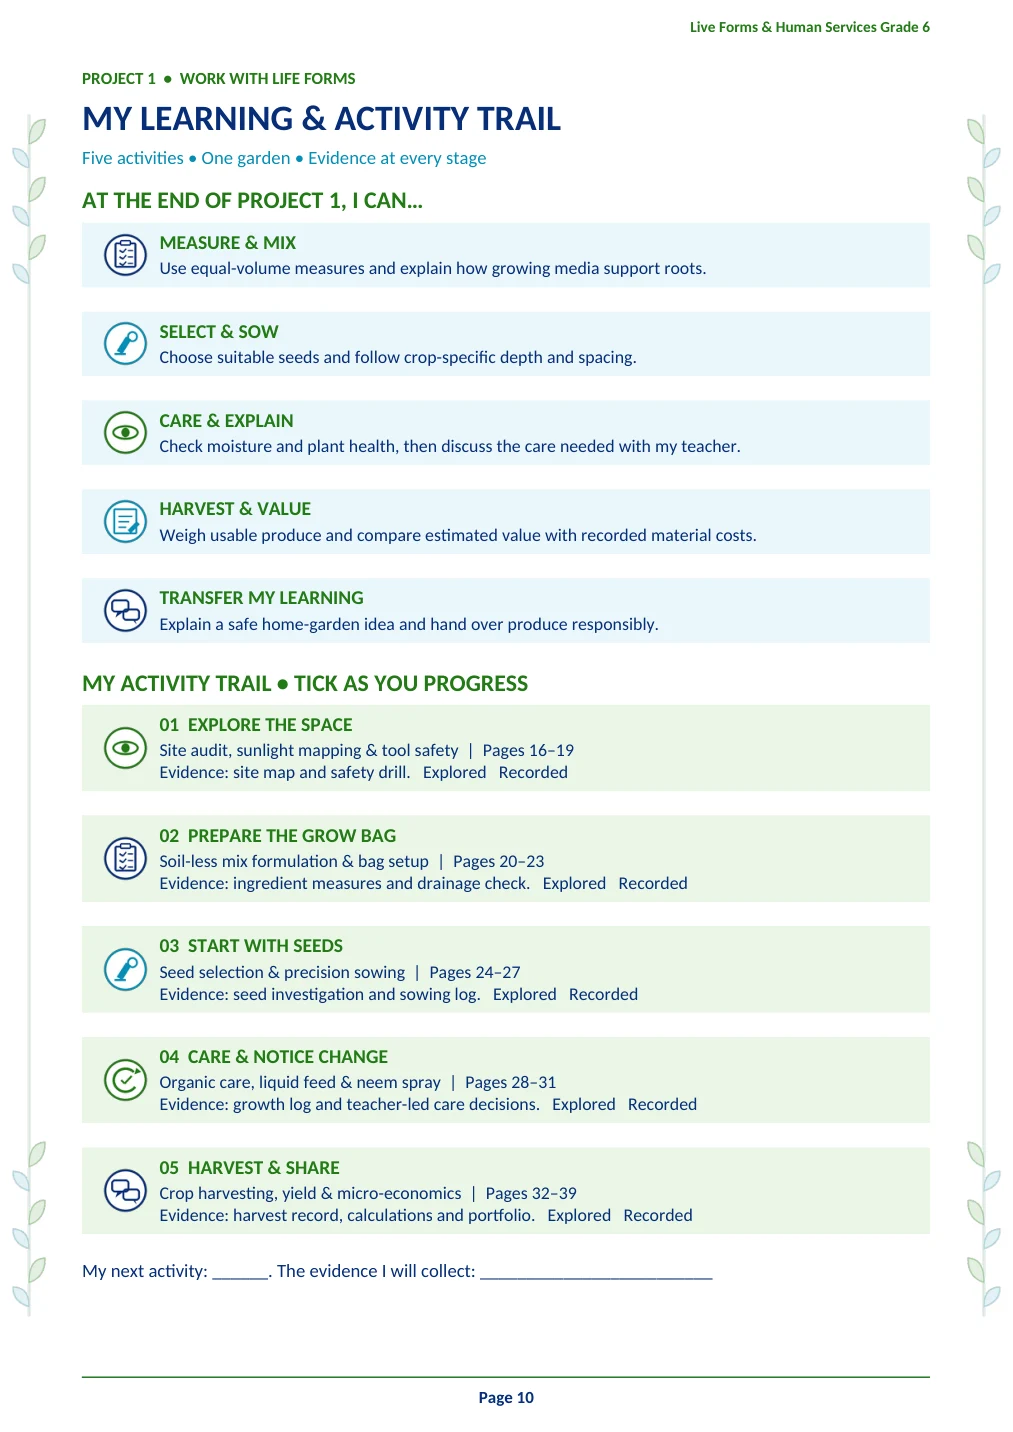 Live Forms & Human Services Grade 6
PROJECT 1 ● WORK WITH LIFE FORMS
MY LEARNING & ACTIVITY TRAIL
Five activities • One garden • Evidence at every stage
AT THE END OF PROJECT 1, I CAN...
MEASURE & MIX
Use equal-volume measures and explain how growing media support roots.
SELECT & SOW
Choose suitable seeds and follow crop-specific depth and spacing.
CARE & EXPLAIN
Check moisture and plant health, then discuss the care needed with my teacher.
HARVEST & VALUE
Weigh usable produce and compare estimated value with recorded material costs.
TRANSFER MY LEARNING
Explain a safe home-garden idea and hand over produce responsibly.
MY ACTIVITY TRAIL ● TICK AS YOU PROGRESS
01 EXPLORE THE SPACE
Site audit, sunlight mapping & tool safety | Pages 16–19
Evidence: site map and safety drill. Explored Recorded
02 PREPARE THE GROW BAG
Soil-less mix formulation & bag setup | Pages 20–23
Evidence: ingredient measures and drainage check. Explored Recorded
03 START WITH SEEDS
Seed selection & precision sowing | Pages 24–27
Evidence: seed investigation and sowing log. Explored Recorded
04 CARE & NOTICE CHANGE
Organic care, liquid feed & neem spray | Pages 28–31
Evidence: growth log and teacher-led care decisions. Explored Recorded
05 HARVEST & SHARE
Crop harvesting, yield & micro-economics | Pages 32–39
Evidence: harvest record, calculations and portfolio. Explored Recorded
My next activity: ______. The evidence I will collect: _________________________
Page 10